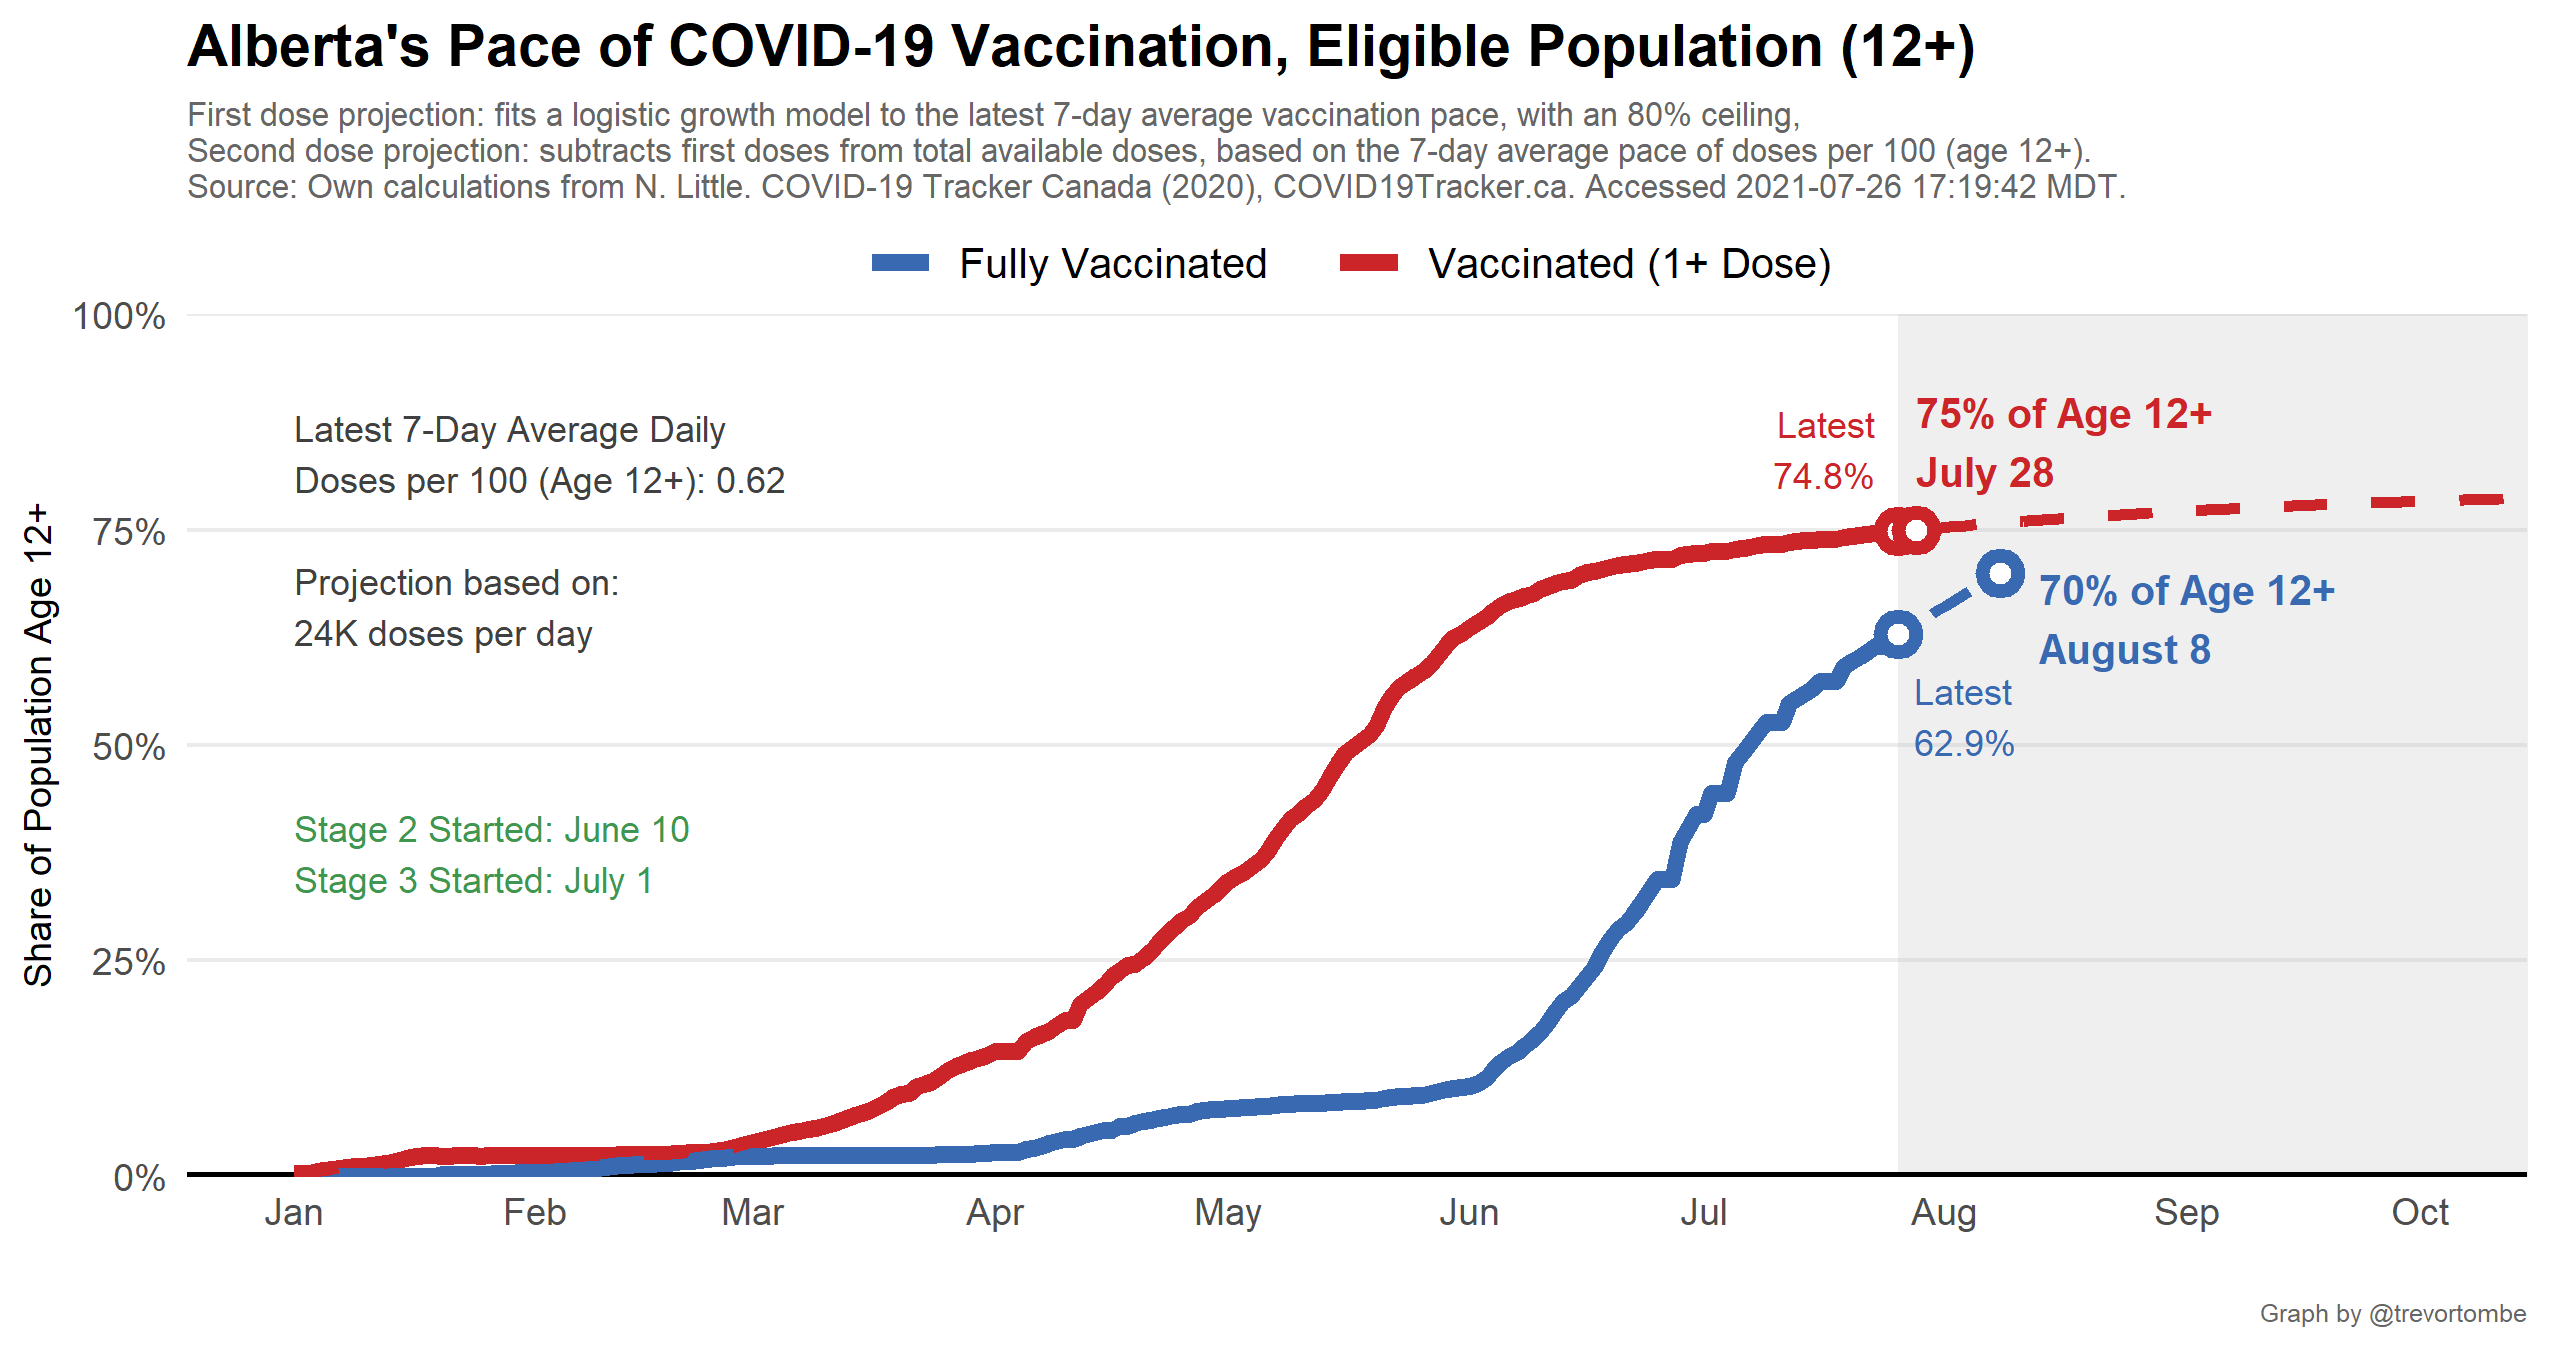 Alberta's Pace of COVID-19 Vaccination, Eligible Population (12+)
First dose projection: fits a logistic growth model to the latest 7-day average vaccination pace, with an 80% ceiling,
Second dose projection: subtracts first doses from total available doses, based on the 7-day average pace of doses per 100 (age 12+).
Source: Own calculations from N. Little. COVID-19 Tracker Canada (2020), COVID19Tracker.ca. Accessed 2021-07-26 17:19:42 MDT.
Fully Vaccinated
Vaccinated (1+ Dose)
Share of Population Age 12+
100%
75%
50%
25%
0%
Latest 7-Day Average Daily
Doses per 100 (Age 12+): 0.62
Projection based on:
24K doses per day
Stage 2 Started: June 10
Stage 3 Started: July 1
Latest
74.8%
75% of Age 12+
July 28
70% of Age 12+
August 8
Latest
62.9%
Jan
Feb
Mar
Apr
May
Jun
Jul
Aug
Sep
Oct
Graph by @trevortombe